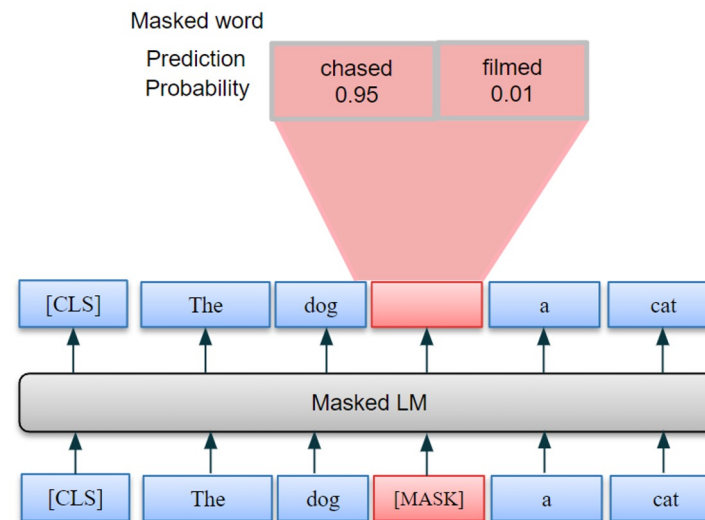 Masked word
Prediction
Probability
chased
0.95
filmed
0.01
[CLS] The dog a cat
Masked LM
[CLS] The dog [MASK] a cat